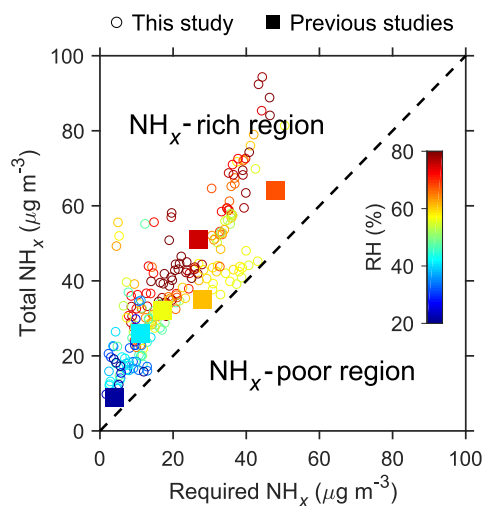 ○ This study ■ Previous studies
100
80
60
40
20
0
Total NHx (μg m-3)
NHx-rich region
NHx-poor region
80
60
40
20
RH (%)
0 20 40 60 80 100
Required NHx (μg m-3)